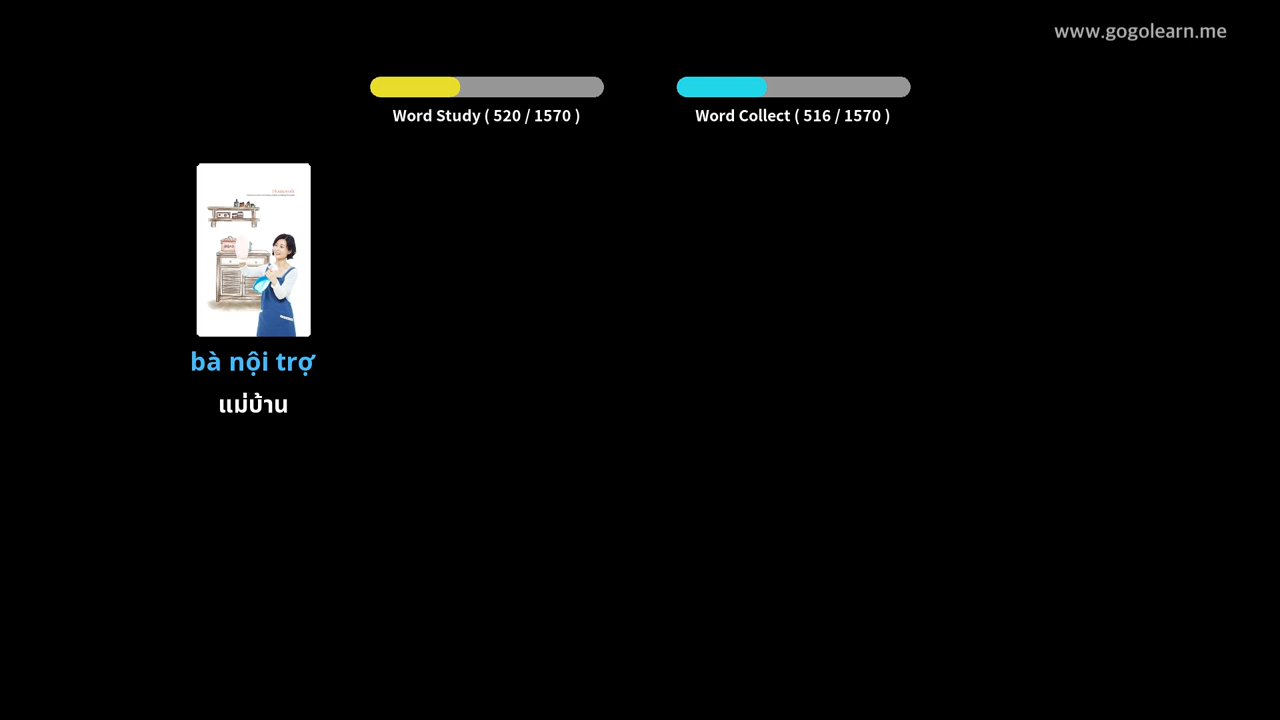 www.gogolearn.me
Word Study ( 520 / 1570 )
Word Collect ( 516 / 1570 )
bà nội trợ
แม่บ้าน